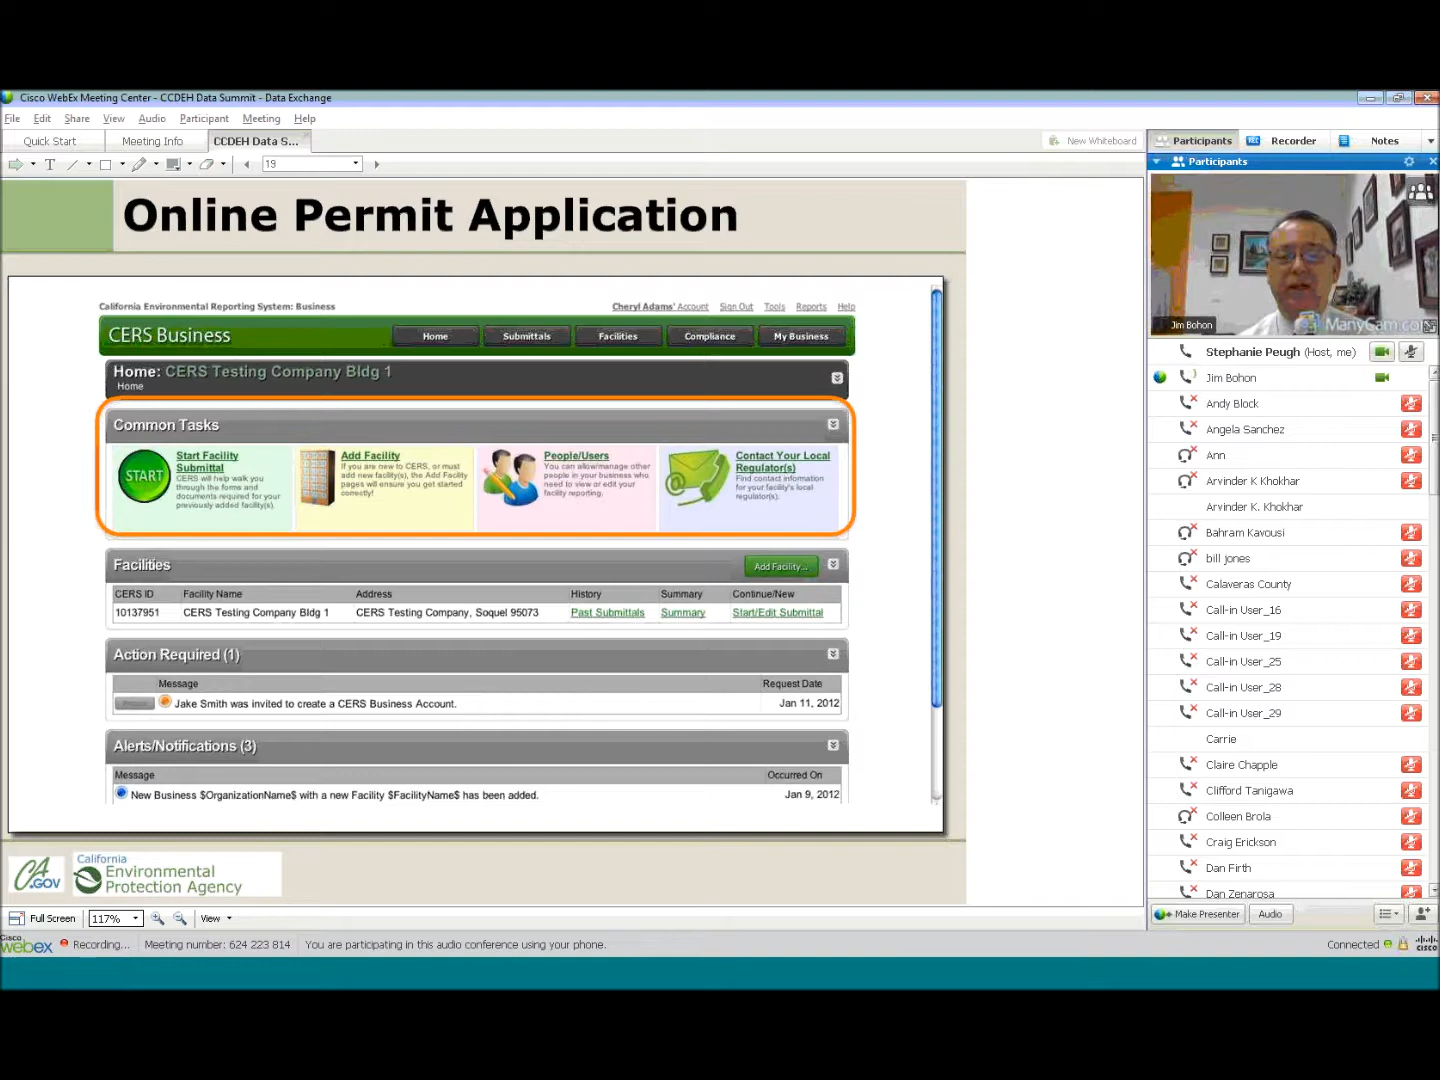 Cisco WebEx Meeting Center - CCDEH Data Summit - Data Exchange
File Edit Share View Audio Participant Meeting Help
Quick Start Meeting Info CCDEH Data S... New Whiteboard
T 19
Participants Recorder Notes
Participants
Online Permit Application
California Environmental Reporting System: Business
Cheryl Adams' Account Sign Out Tools Reports Help
CERS Business
Home Submittals Facilities Compliance My Business
Home: CERS Testing Company Bldg 1
Home
Common Tasks
START
Start Facility
Submittal
CERS will help walk you
through the forms and
documents required for your
previously added facility(s).
Add Facility
If you are new to CERS, or must
add new facility(s), the Add Facility
pages will ensure you get started
correctly!
People/Users
You can allow/manage other
people in your business who
need to view or edit your
facility reporting.
Contact Your Local
Regulator(s)
Find contact information
for your facility's local
regulator(s).
Facilities
Add Facility...
CERS ID Facility Name Address History Summary Continue/New
10137951 CERS Testing Company Bldg 1 CERS Testing Company, Soquel 95073 Past Submittals Summary Start/Edit Submittal
Action Required (1)
Message Request Date
Jake Smith was invited to create a CERS Business Account. Jan 11, 2012
Alerts/Notifications (3)
Message Occurred On
New Business $OrganizationName$ with a new Facility $FacilityName$ has been added. Jan 9, 2012
CA
.GOV
California
Environmental
Protection Agency
Jim Bohon
ManyCam.co
Stephanie Peugh (Host, me)
Jim Bohon
Andy Block
Angela Sanchez
Ann
Arvinder K Khokhar
Arvinder K. Khokhar
Bahram Kavousi
bill jones
Calaveras County
Call-in User_16
Call-in User_19
Call-in User_25
Call-in User_28
Call-in User_29
Carrie
Claire Chapple
Clifford Tanigawa
Colleen Brola
Craig Erickson
Dan Firth
Dan Zenarosa
Make Presenter Audio
Full Screen 117% View
Cisco
webex
Recording... Meeting number: 624 223 814 You are participating in this audio conference using your phone.
Connected
CISCO